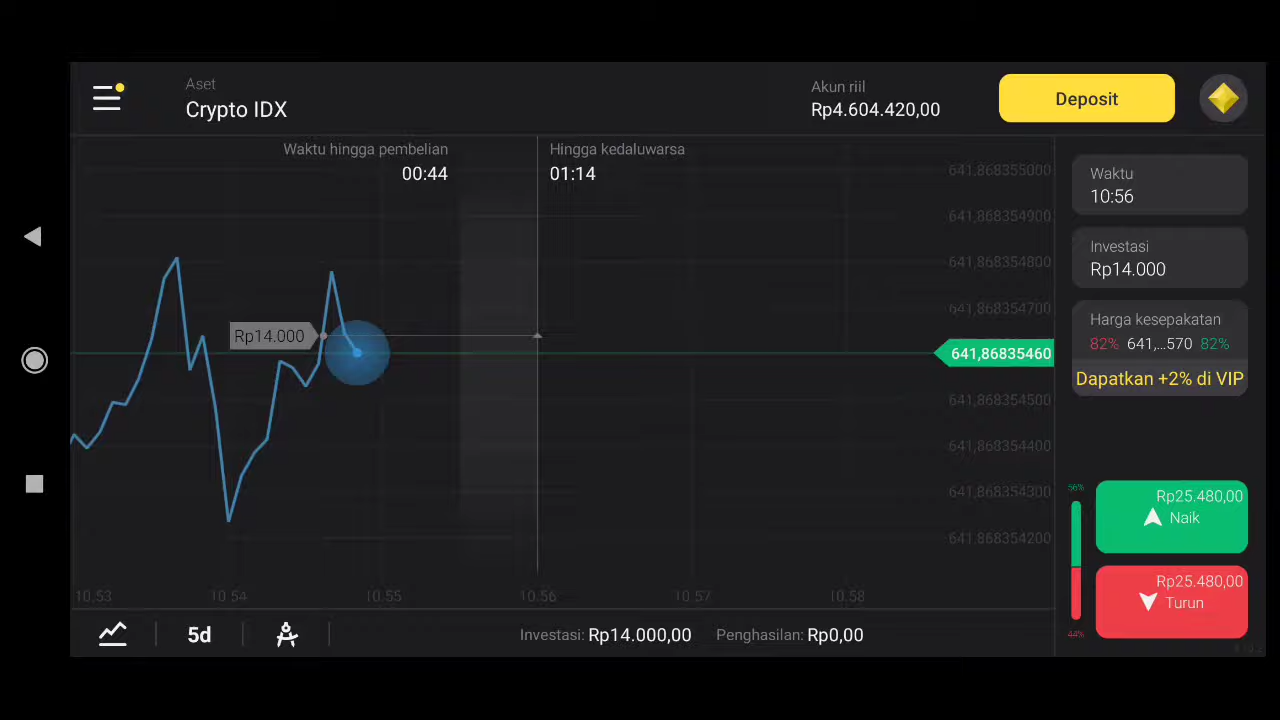 Aset
Crypto IDX
Akun riil
Rp4.604.420,00
Deposit
Waktu hingga pembelian
00:44
Hingga kedaluwarsa
01:14
641,868355000
641,868354900
641,868354800
641,868354700
641,86835460
641,868354500
641,868354400
641,868354300
641,868354200
Rp14.000
10.53
10.54
10.55
10.56
10.57
10.58
Waktu
10:56
Investasi
Rp14.000
Harga kesepakatan
82% 641,...570 82%
Dapatkan +2% di VIP
56%
Rp25.480,00
Naik
Rp25.480,00
Turun
44%
5d
Investasi: Rp14.000,00 Penghasilan: Rp0,00